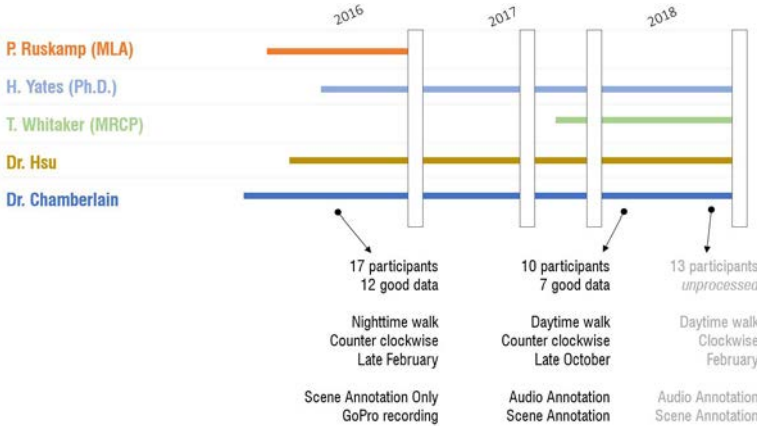 2016
2017
2018
P. Ruskamp (MLA)
H. Yates (Ph.D.)
T. Whitaker (MRCP)
Dr. Hsu
Dr. Chamberlain
17 participants
12 good data
Nighttime walk
Counter clockwise
Late February
Scene Annotation Only
GoPro recording
10 participants
7 good data
Daytime walk
Counter clockwise
Late October
Audio Annotation
Scene Annotation
13 participants
unprocessed
Daytime walk
Clockwise
February
Audio Annotation
Scene Annotation